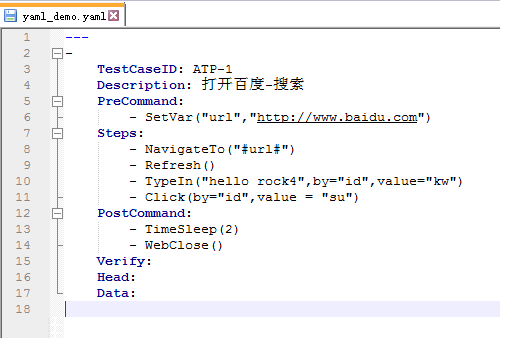 yaml_demo.yaml
1 ---
2 -
3 TestCaseID: ATP-1
4 Description: 打开百度-搜索
5 PreCommand:
6 - SetVar("url","http://www.baidu.com")
7 Steps:
8 - NavigateTo("#url#")
9 - Refresh()
10 - TypeIn("hello rock4",by="id",value="kw")
11 - Click(by="id",value = "su")
12 PostCommand:
13 - TimeSleep(2)
14 - WebClose()
15 Verify:
16 Head:
17 Data:
18